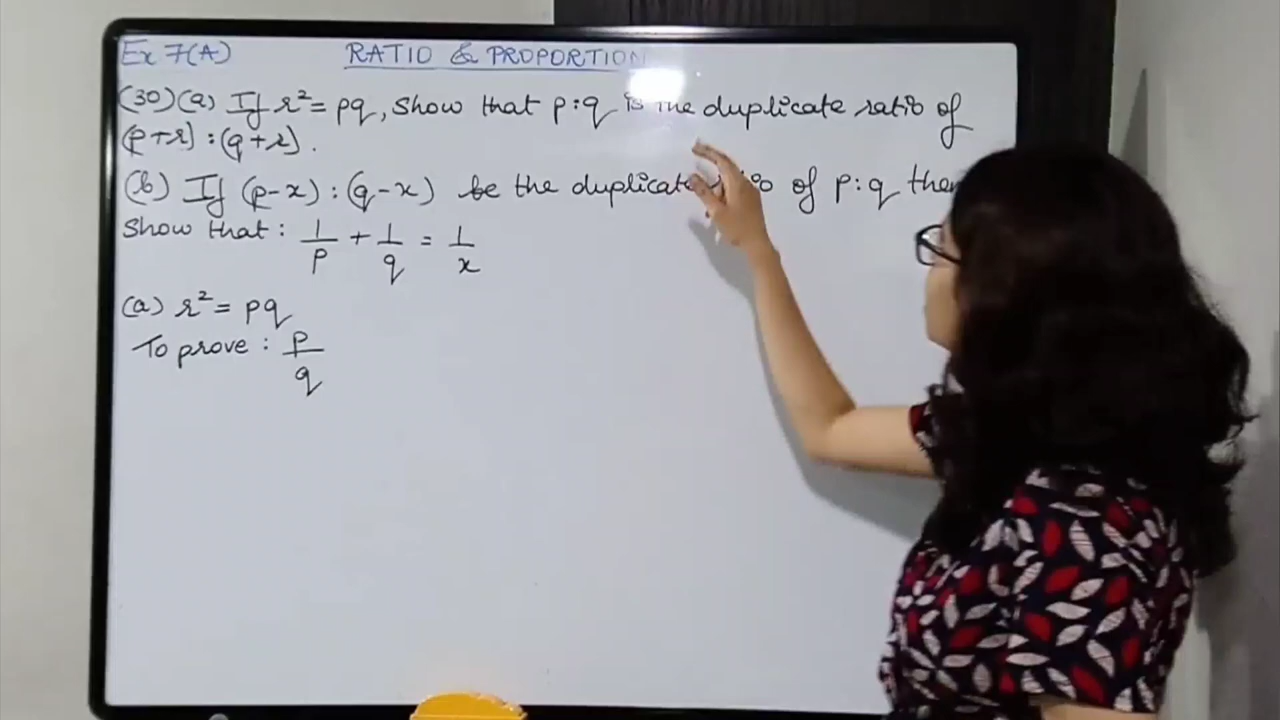 Ex 7(A) RATIO & PROPORTION
(30)(a) If r² = pq, show that p:q is the duplicate ratio of
(p+r) : (q+r).
(b) If (p-x) : (q-x) be the duplicate ratio of p:q then
show that: 1/p + 1/q = 1/x
(a) r² = pq
To prove : p/q